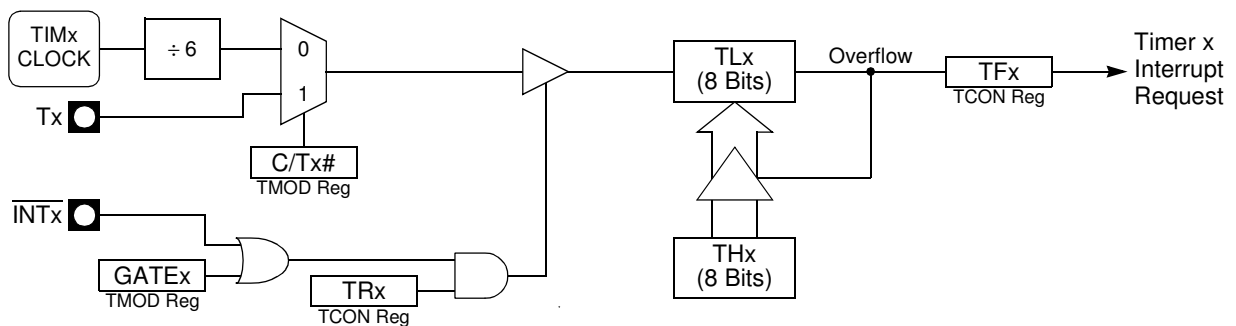 TIMx
CLOCK
÷ 6
0
1
Tx
C/Tx#
TMOD Reg
INTx
GATEx
TMOD Reg
TRx
TCON Reg
TLx
(8 Bits)
Overflow
TFx
TCON Reg
Timer x
Interrupt
Request
THx
(8 Bits)